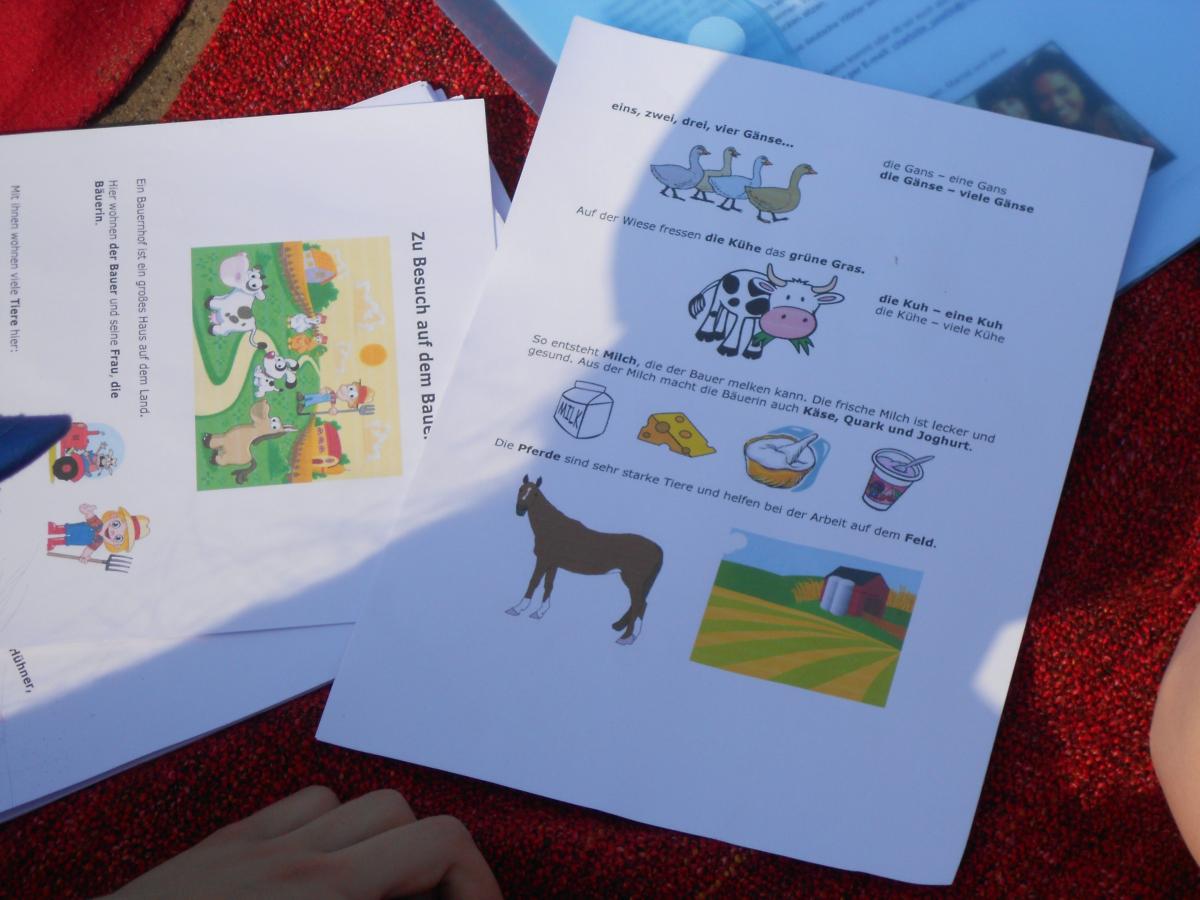 eins, zwei, drei, vier Gänse...
die Gans – eine Gans
die Gänse – viele Gänse
Auf der Wiese fressen die Kühe das grüne Gras.
die Kuh – eine Kuh
die Kühe – viele Kühe
So entsteht Milch, die der Bauer melken kann. Die frische Milch ist lecker und
gesund. Aus der Milch macht die Bäuerin auch Käse, Quark und Joghurt.
MILK
Die Pferde sind sehr starke Tiere und helfen bei der Arbeit auf dem Feld.
Zu Besuch auf dem
Ein Bauernhof ist ein großes Haus auf dem Land.
Hier wohnen der Bauer und seine Frau, die
Bäuerin.
Mit ihnen wohnen viele Tiere hier:
Hühner,